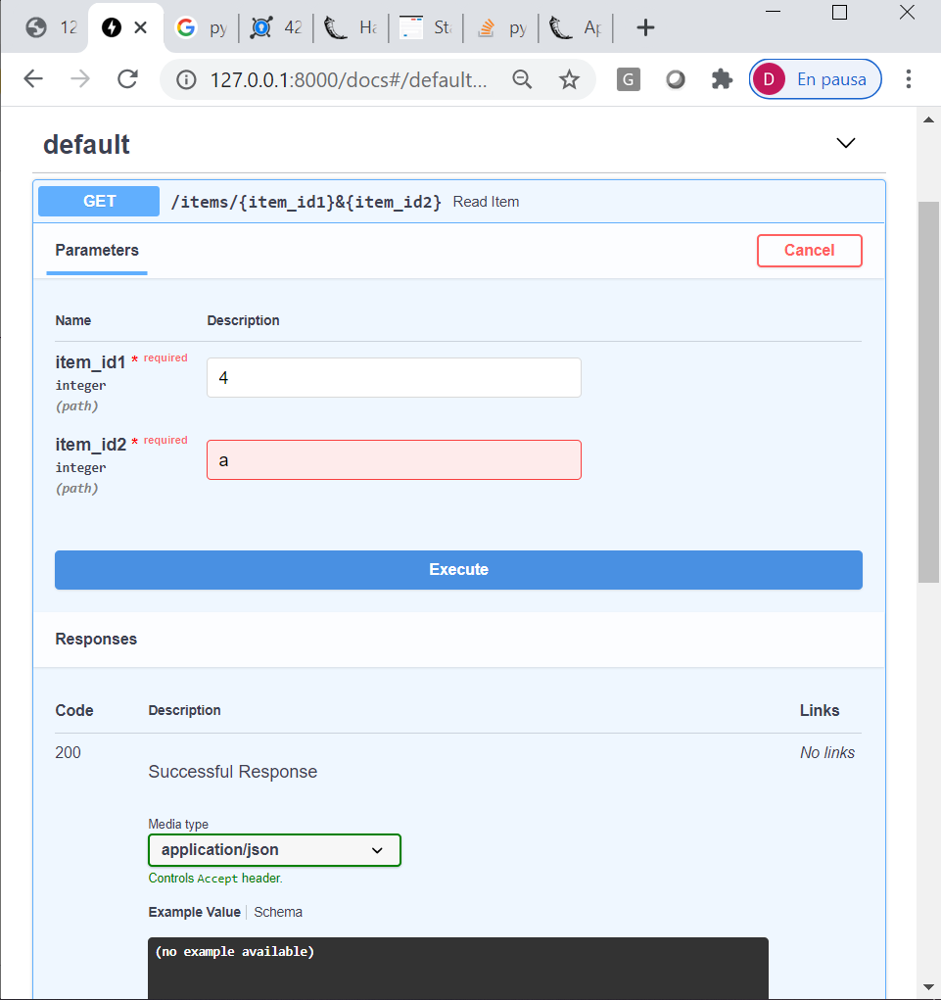 12 py 42 Ha St py Ap
127.0.0.1:8000/docs#/default... G D En pausa
default
GET /items/{item_id1}&{item_id2} Read Item
Parameters Cancel
Name Description
item_id1 * required
integer
(path)
4
item_id2 * required
integer
(path)
a
Execute
Responses
Code Description Links
200 No links
Successful Response
Media type
application/json
Controls Accept header.
Example Value Schema
(no example available)